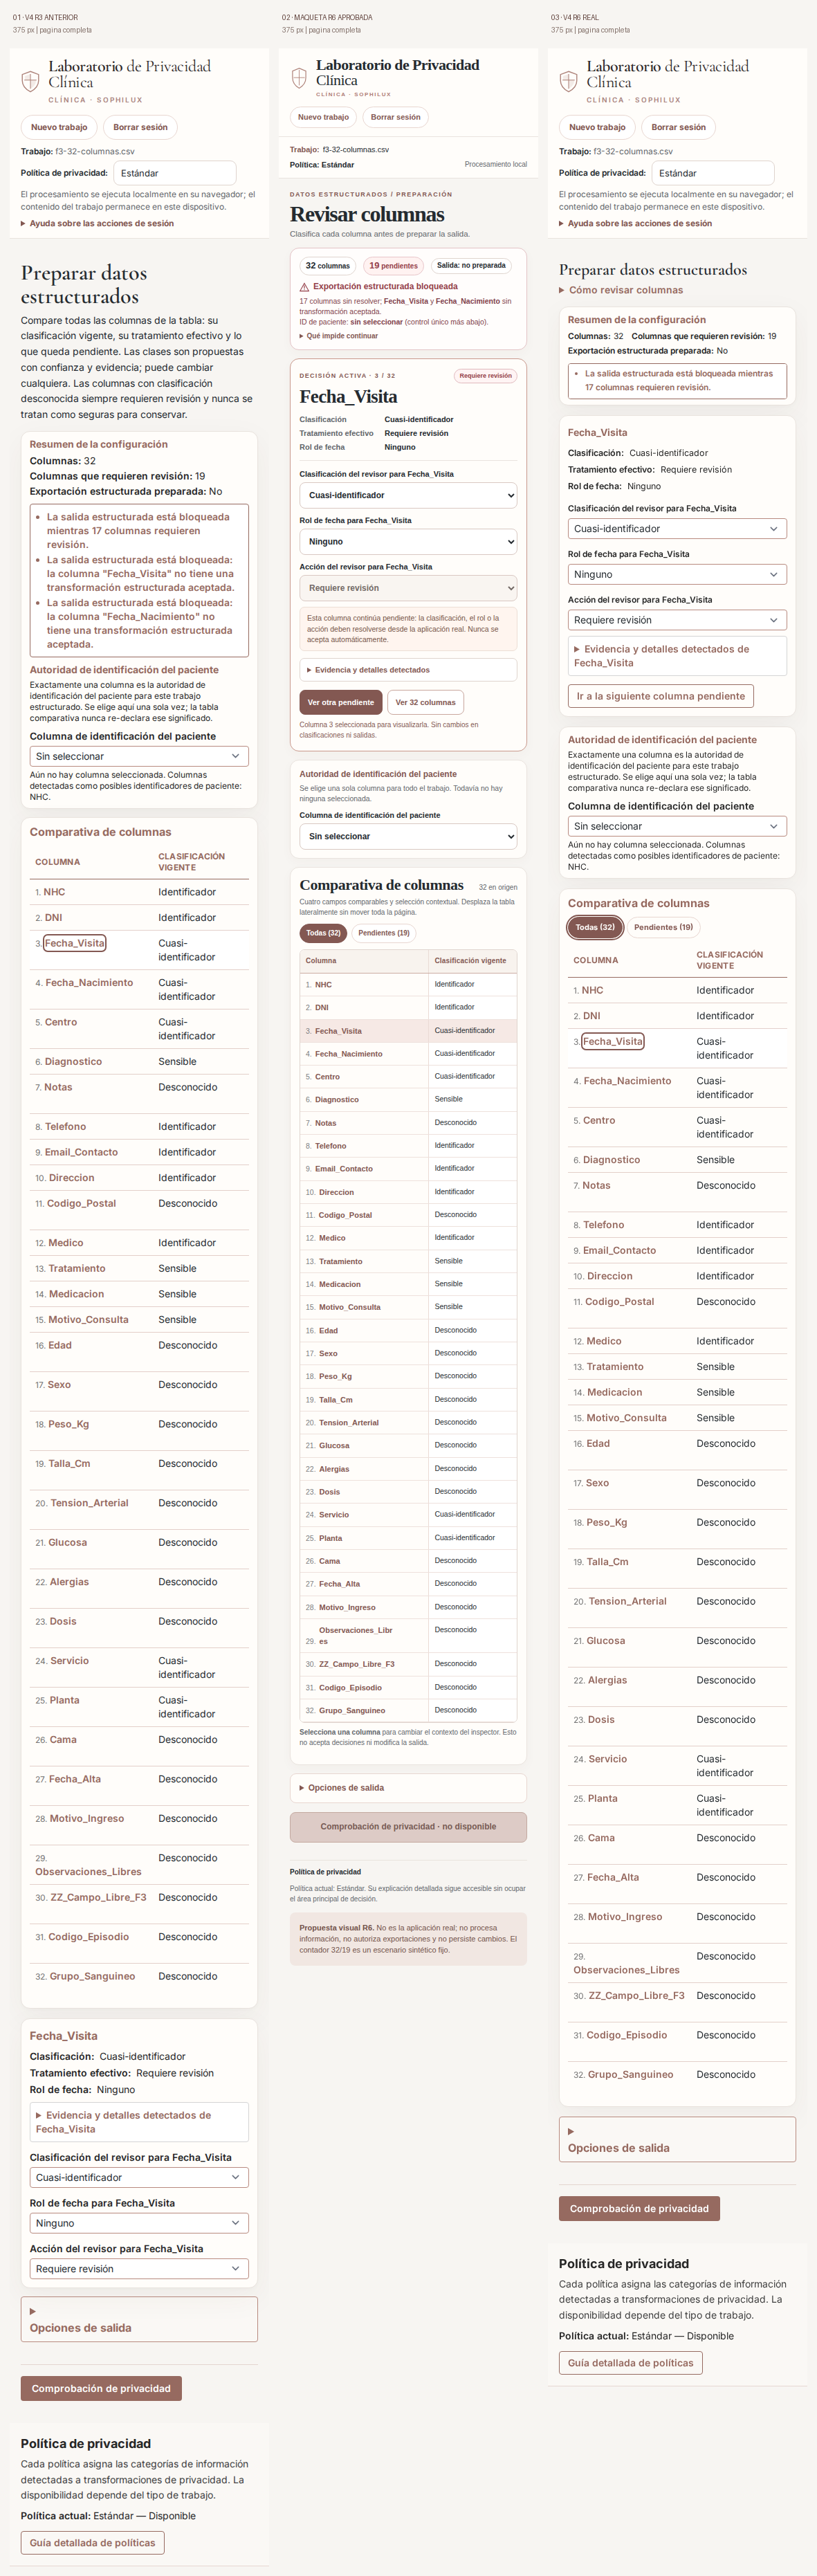 01 · V4 R3 ANTERIOR
375 px | pagina completa
Laboratorio de Privacidad
Clínica
CLÍNICA · SOPHILUX
Nuevo trabajo
Borrar sesión
Trabajo: f3-32-columnas.csv
Política de privacidad: Estándar
El procesamiento se ejecuta localmente en su navegador; el
contenido del trabajo permanece en este dispositivo.
▶ Ayuda sobre las acciones de sesión
Preparar datos
estructurados
Compare todas las columnas de la tabla: su
clasificación vigente, su tratamiento efectivo y lo
que queda pendiente. Las clases son propuestas
con confianza y evidencia; puede cambiar
cualquiera. Las columnas con clasificación
desconocida siempre requieren revisión y nunca se
tratan como seguras para conservar.
Resumen de la configuración
Columnas: 32
Columnas que requieren revisión: 19
Exportación estructurada preparada: No
• La salida estructurada está bloqueada
mientras 17 columnas requieren
revisión.
• La salida estructurada está bloqueada:
la columna "Fecha_Visita" no tiene una
transformación estructurada aceptada.
• La salida estructurada está bloqueada:
la columna "Fecha_Nacimiento" no
tiene una transformación estructurada
aceptada.
Autoridad de identificación del paciente
Exactamente una columna es la autoridad de
identificación del paciente para este trabajo
estructurado. Se elige aquí una sola vez; la tabla
comparativa nunca re-declara ese significado.
Columna de identificación del paciente
Sin seleccionar
Aún no hay columna seleccionada. Columnas
detectadas como posibles identificadores de paciente:
NHC.
Comparativa de columnas
COLUMNA CLASIFICACIÓN
VIGENTE
1. NHC Identificador
2. DNI Identificador
3. Fecha_Visita Cuasi-
identificador
4. Fecha_Nacimiento Cuasi-
identificador
5. Centro Cuasi-
identificador
6. Diagnostico Sensible
7. Notas Desconocido
8. Telefono Identificador
9. Email_Contacto Identificador
10. Direccion Identificador
11. Codigo_Postal Desconocido
12. Medico Identificador
13. Tratamiento Sensible
14. Medicacion Sensible
15. Motivo_Consulta Sensible
16. Edad Desconocido
17. Sexo Desconocido
18. Peso_Kg Desconocido
19. Talla_Cm Desconocido
20. Tension_Arterial Desconocido
21. Glucosa Desconocido
22. Alergias Desconocido
23. Dosis Desconocido
24. Servicio Cuasi-
identificador
25. Planta Cuasi-
identificador
26. Cama Desconocido
27. Fecha_Alta Desconocido
28. Motivo_Ingreso Desconocido
29. Desconocido
Observaciones_Libres
30. ZZ_Campo_Libre_F3 Desconocido
31. Codigo_Episodio Desconocido
32. Grupo_Sanguineo Desconocido
Fecha_Visita
Clasificación: Cuasi-identificador
Tratamiento efectivo: Requiere revisión
Rol de fecha: Ninguno
▶ Evidencia y detalles detectados de
Fecha_Visita
Clasificación del revisor para Fecha_Visita
Cuasi-identificador
Rol de fecha para Fecha_Visita
Ninguno
Acción del revisor para Fecha_Visita
Requiere revisión
▶
Opciones de salida
Comprobación de privacidad
Política de privacidad
Cada política asigna las categorías de información
detectadas a transformaciones de privacidad. La
disponibilidad depende del tipo de trabajo.
Política actual: Estándar — Disponible
Guía detallada de políticas
02 · MAQUETA R6 APROBADA
375 px | pagina completa
Laboratorio de Privacidad
Clínica
CLÍNICA · SOPHILUX
Nuevo trabajo
Borrar sesión
Trabajo: f3-32-columnas.csv
Política: Estándar Procesamiento local
DATOS ESTRUCTURADOS / PREPARACIÓN
Revisar columnas
Clasifica cada columna antes de preparar la salida.
32 columnas
19 pendientes
Salida: no preparada
Exportación estructurada bloqueada
17 columnas sin resolver; Fecha_Visita y Fecha_Nacimiento sin
transformación aceptada.
ID de paciente: sin seleccionar (control único más abajo).
▶ Qué impide continuar
DECISIÓN ACTIVA · 3 / 32 Requiere revisión
Fecha_Visita
Clasificación Cuasi-identificador
Tratamiento efectivo Requiere revisión
Rol de fecha Ninguno
Clasificación del revisor para Fecha_Visita
Cuasi-identificador
Rol de fecha para Fecha_Visita
Ninguno
Acción del revisor para Fecha_Visita
Requiere revisión
Esta columna continúa pendiente: la clasificación, el rol o la
acción deben resolverse desde la aplicación real. Nunca se
acepta automáticamente.
▶ Evidencia y detalles detectados
Ver otra pendiente
Ver 32 columnas
Columna 3 seleccionada para visualizarla. Sin cambios en
clasificaciones ni salidas.
Autoridad de identificación del paciente
Se elige una sola columna para todo el trabajo. Todavía no hay
ninguna seleccionada.
Columna de identificación del paciente
Sin seleccionar
Comparativa de columnas 32 en origen
Cuatro campos comparables y selección contextual. Desplaza la tabla
lateralmente sin mover toda la página.
Todas (32)
Pendientes (19)
Columna Clasificación vigente
1. NHC Identificador
2. DNI Identificador
3. Fecha_Visita Cuasi-identificador
4. Fecha_Nacimiento Cuasi-identificador
5. Centro Cuasi-identificador
6. Diagnostico Sensible
7. Notas Desconocido
8. Telefono Identificador
9. Email_Contacto Identificador
10. Direccion Identificador
11. Codigo_Postal Desconocido
12. Medico Identificador
13. Tratamiento Sensible
14. Medicacion Sensible
15. Motivo_Consulta Sensible
16. Edad Desconocido
17. Sexo Desconocido
18. Peso_Kg Desconocido
19. Talla_Cm Desconocido
20. Tension_Arterial Desconocido
21. Glucosa Desconocido
22. Alergias Desconocido
23. Dosis Desconocido
24. Servicio Cuasi-identificador
25. Planta Cuasi-identificador
26. Cama Desconocido
27. Fecha_Alta Desconocido
28. Motivo_Ingreso Desconocido
Observaciones_Libr Desconocido
29. es
30. ZZ_Campo_Libre_F3 Desconocido
31. Codigo_Episodio Desconocido
32. Grupo_Sanguineo Desconocido
Selecciona una columna para cambiar el contexto del inspector. Esto
no acepta decisiones ni modifica la salida.
▶ Opciones de salida
Comprobación de privacidad · no disponible
Política de privacidad
Política actual: Estándar. Su explicación detallada sigue accesible sin ocupar
el área principal de decisión.
Propuesta visual R6. No es la aplicación real; no procesa
información, no autoriza exportaciones y no persiste cambios. El
contador 32/19 es un escenario sintético fijo.
03 · V4 R6 REAL
375 px | pagina completa
Laboratorio de Privacidad
Clínica
CLÍNICA · SOPHILUX
Nuevo trabajo
Borrar sesión
Trabajo: f3-32-columnas.csv
Política de privacidad: Estándar
El procesamiento se ejecuta localmente en su navegador; el
contenido del trabajo permanece en este dispositivo.
▶ Ayuda sobre las acciones de sesión
Preparar datos estructurados
▶ Cómo revisar columnas
Resumen de la configuración
Columnas: 32 Columnas que requieren revisión: 19
Exportación estructurada preparada: No
• La salida estructurada está bloqueada mientras
17 columnas requieren revisión.
Fecha_Visita
Clasificación: Cuasi-identificador
Tratamiento efectivo: Requiere revisión
Rol de fecha: Ninguno
Clasificación del revisor para Fecha_Visita
Cuasi-identificador
Rol de fecha para Fecha_Visita
Ninguno
Acción del revisor para Fecha_Visita
Requiere revisión
▶ Evidencia y detalles detectados de
Fecha_Visita
Ir a la siguiente columna pendiente
Autoridad de identificación del paciente
Exactamente una columna es la autoridad de
identificación del paciente para este trabajo
estructurado. Se elige aquí una sola vez; la tabla
comparativa nunca re-declara ese significado.
Columna de identificación del paciente
Sin seleccionar
Aún no hay columna seleccionada. Columnas
detectadas como posibles identificadores de paciente:
NHC.
Comparativa de columnas
Todas (32)
Pendientes (19)
COLUMNA CLASIFICACIÓN
VIGENTE
1. NHC Identificador
2. DNI Identificador
3. Fecha_Visita Cuasi-
identificador
4. Fecha_Nacimiento Cuasi-
identificador
5. Centro Cuasi-
identificador
6. Diagnostico Sensible
7. Notas Desconocido
8. Telefono Identificador
9. Email_Contacto Identificador
10. Direccion Identificador
11. Codigo_Postal Desconocido
12. Medico Identificador
13. Tratamiento Sensible
14. Medicacion Sensible
15. Motivo_Consulta Sensible
16. Edad Desconocido
17. Sexo Desconocido
18. Peso_Kg Desconocido
19. Talla_Cm Desconocido
20. Tension_Arterial Desconocido
21. Glucosa Desconocido
22. Alergias Desconocido
23. Dosis Desconocido
24. Servicio Cuasi-
identificador
25. Planta Cuasi-
identificador
26. Cama Desconocido
27. Fecha_Alta Desconocido
28. Motivo_Ingreso Desconocido
29. Desconocido
Observaciones_Libres
30. ZZ_Campo_Libre_F3 Desconocido
31. Codigo_Episodio Desconocido
32. Grupo_Sanguineo Desconocido
▶
Opciones de salida
Comprobación de privacidad
Política de privacidad
Cada política asigna las categorías de información
detectadas a transformaciones de privacidad. La
disponibilidad depende del tipo de trabajo.
Política actual: Estándar — Disponible
Guía detallada de políticas